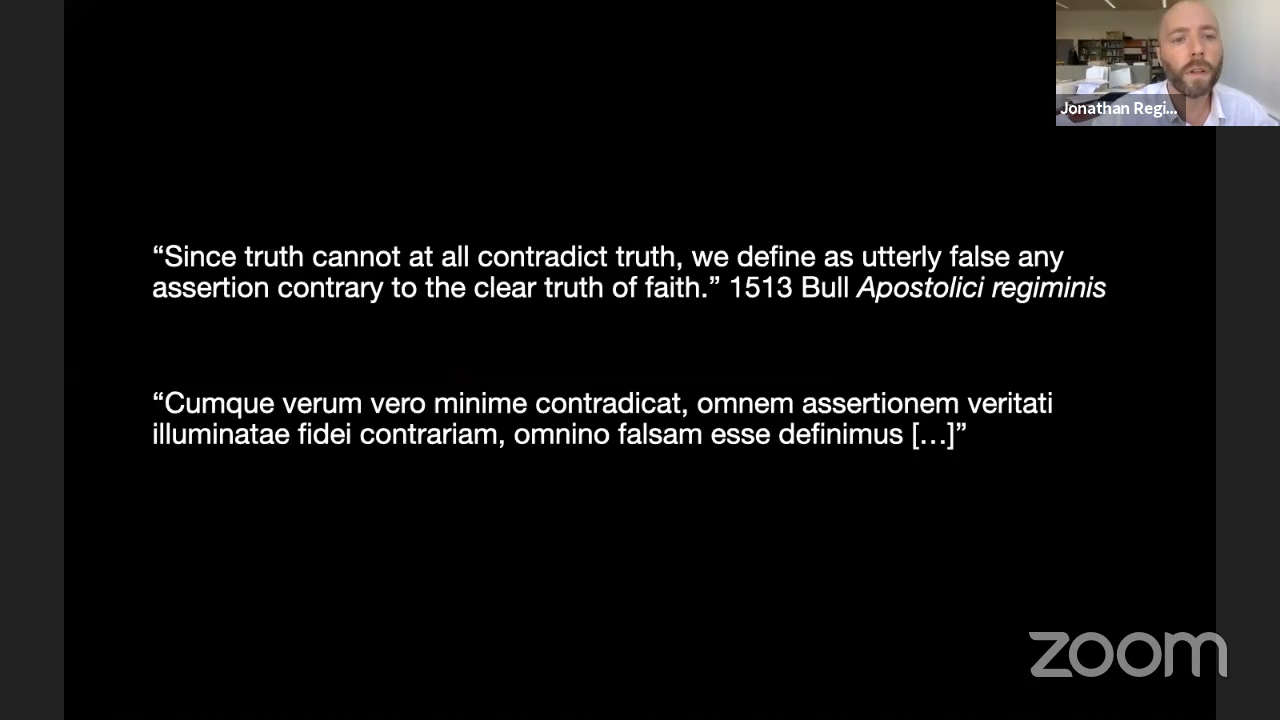 Jonathan Regi...
“Since truth cannot at all contradict truth, we define as utterly false any
assertion contrary to the clear truth of faith.” 1513 Bull Apostolici regiminis
“Cumque verum vero minime contradicat, omnem assertionem veritati
illuminatae fidei contrariam, omnino falsam esse definimus […]”
zoom